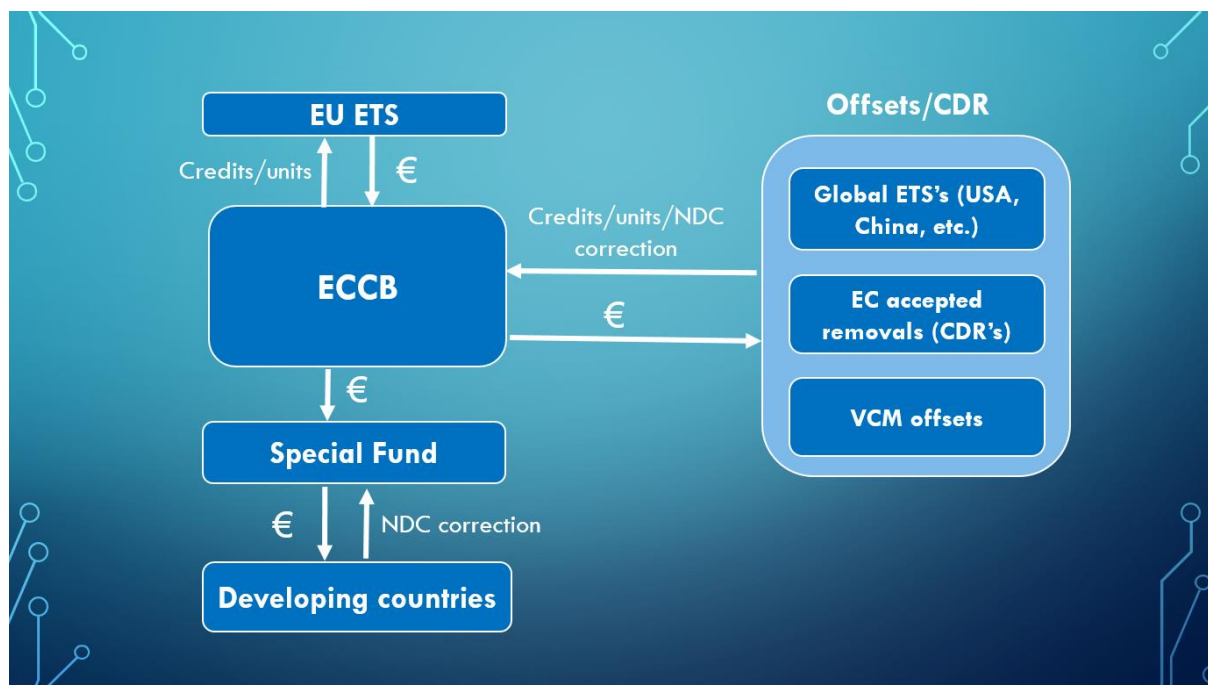 EU ETS
Offsets/CDR
Credits/units
€
Global ETS's (USA,
China, etc.)
Credits/units/NDC
correction
ECCB
€
EC accepted
removals (CDR's)
€
VCM offsets
Special Fund
€
NDC correction
Developing countries